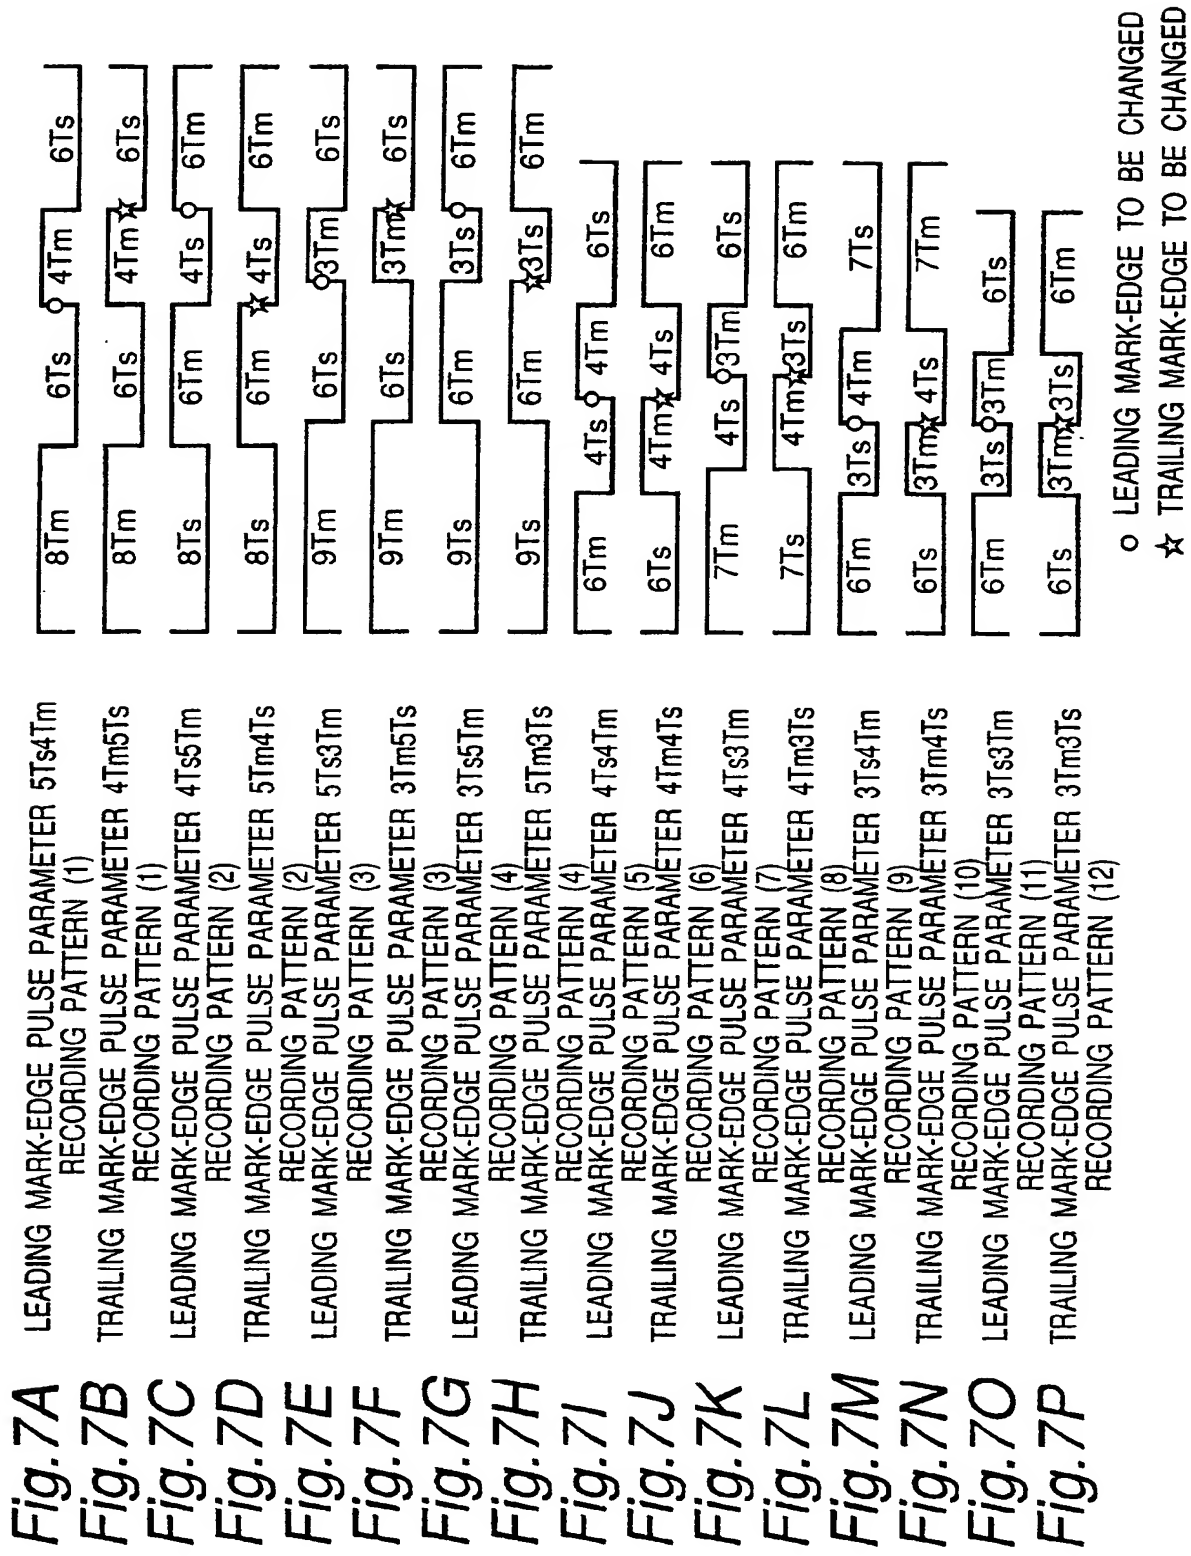 Fig.7A
LEADING MARK-EDGE PULSE PARAMETER 5Ts4Tm
RECORDING PATTERN (1)
8Tm 6Ts 4Tm 6Ts
Fig.7B
TRAILING MARK-EDGE PULSE PARAMETER 4Tm5Ts
RECORDING PATTERN (1)
8Tm 6Ts 4Tm 6Ts
Fig.7C
LEADING MARK-EDGE PULSE PARAMETER 4Ts5Tm
RECORDING PATTERN (2)
8Ts 6Tm 4Ts 6Tm
Fig.7D
TRAILING MARK-EDGE PULSE PARAMETER 5Tm4Ts
RECORDING PATTERN (2)
8Ts 6Tm 4Ts 6Tm
Fig.7E
LEADING MARK-EDGE PULSE PARAMETER 5Ts3Tm
RECORDING PATTERN (3)
9Tm 6Ts 3Tm 6Ts
Fig.7F
TRAILING MARK-EDGE PULSE PARAMETER 3Tm5Ts
RECORDING PATTERN (3)
9Tm 6Ts 3Tm 6Ts
Fig.7G
LEADING MARK-EDGE PULSE PARAMETER 3Ts5Tm
RECORDING PATTERN (4)
9Ts 6Tm 3Ts 6Tm
Fig.7H
TRAILING MARK-EDGE PULSE PARAMETER 5Tm3Ts
RECORDING PATTERN (4)
9Ts 6Tm 3Ts 6Tm
Fig.7I
LEADING MARK-EDGE PULSE PARAMETER 4Ts4Tm
RECORDING PATTERN (5)
6Tm 4Ts 4Tm 6Ts
Fig.7J
TRAILING MARK-EDGE PULSE PARAMETER 4Tm4Ts
RECORDING PATTERN (6)
6Ts 4Tm 4Ts 6Tm
Fig.7K
LEADING MARK-EDGE PULSE PARAMETER 4Ts3Tm
RECORDING PATTERN (7)
7Tm 4Ts 3Tm 6Ts
Fig.7L
TRAILING MARK-EDGE PULSE PARAMETER 4Tm3Ts
RECORDING PATTERN (8)
7Ts 4Tm 3Ts 6Tm
Fig.7M
LEADING MARK-EDGE PULSE PARAMETER 3Ts4Tm
RECORDING PATTERN (9)
6Tm 3Ts 4Tm 7Ts
Fig.7N
TRAILING MARK-EDGE PULSE PARAMETER 3Tm4Ts
RECORDING PATTERN (10)
6Ts 3Tm 4Ts 7Tm
Fig.7O
LEADING MARK-EDGE PULSE PARAMETER 3Ts3Tm
RECORDING PATTERN (11)
6Tm 3Ts 3Tm 6Ts
Fig.7P
TRAILING MARK-EDGE PULSE PARAMETER 3Tm3Ts
RECORDING PATTERN (12)
6Ts 3Tm 3Ts 6Tm
○ LEADING MARK-EDGE TO BE CHANGED
☆ TRAILING MARK-EDGE TO BE CHANGED